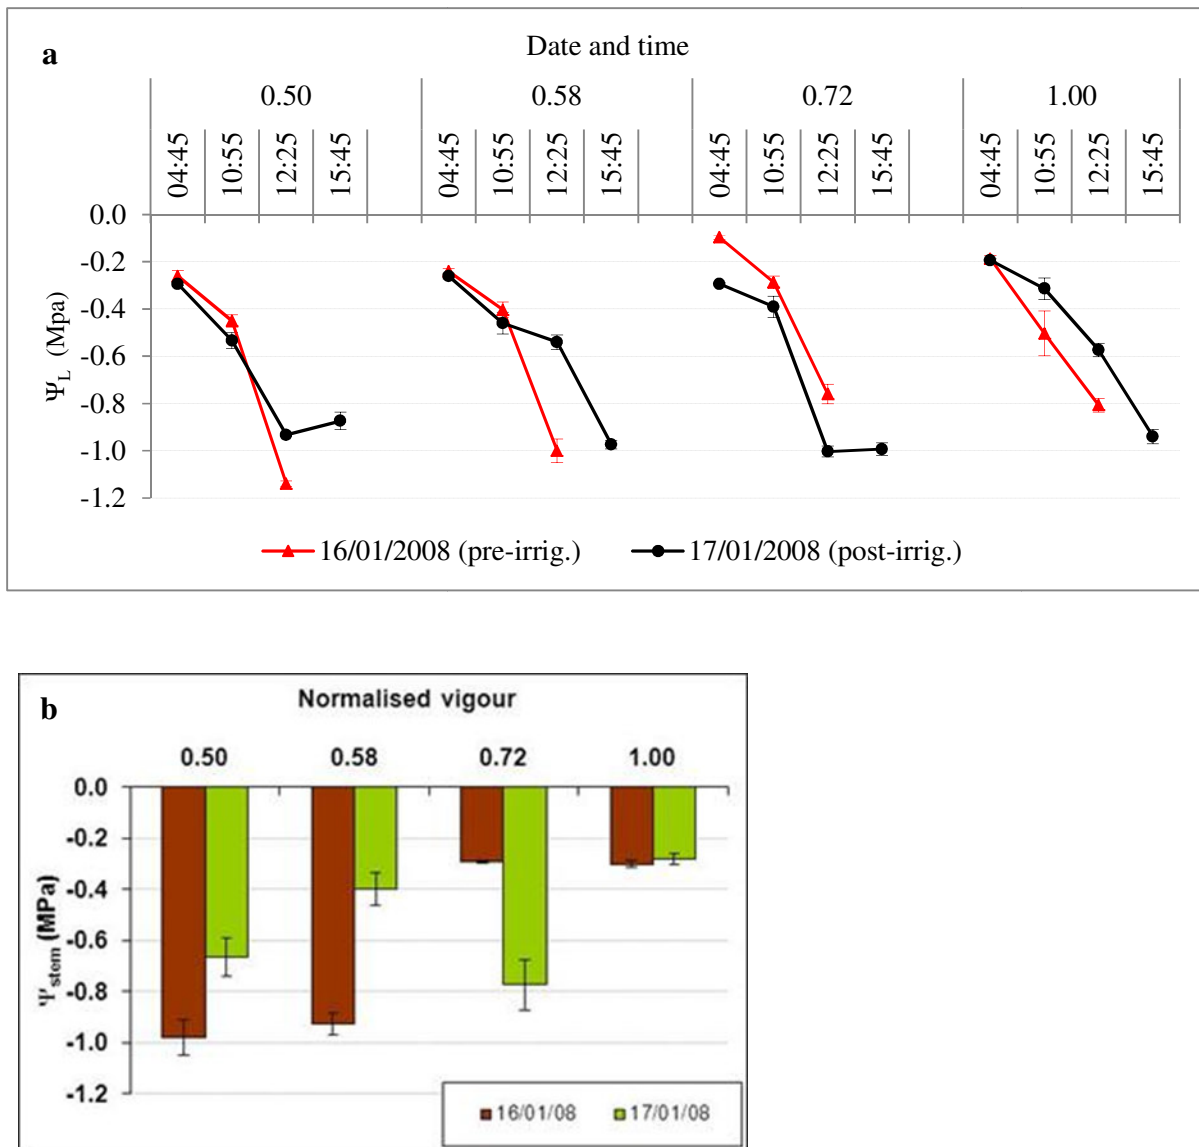 a
Date and time
0.50 0.58 0.72 1.00
04:45 10:55 12:25 15:45 04:45 10:55 12:25 15:45 04:45 10:55 12:25 15:45 04:45 10:55 12:25 15:45
0.0
-0.2
-0.4
-0.6
-0.8
-1.0
-1.2
Ψ_L (Mpa)
16/01/2008 (pre-irrig.) 17/01/2008 (post-irrig.)
b
Normalised vigour
0.50 0.58 0.72 1.00
0.0
-0.2
-0.4
-0.6
-0.8
-1.0
-1.2
Ψstem (MPa)
16/01/08 17/01/08